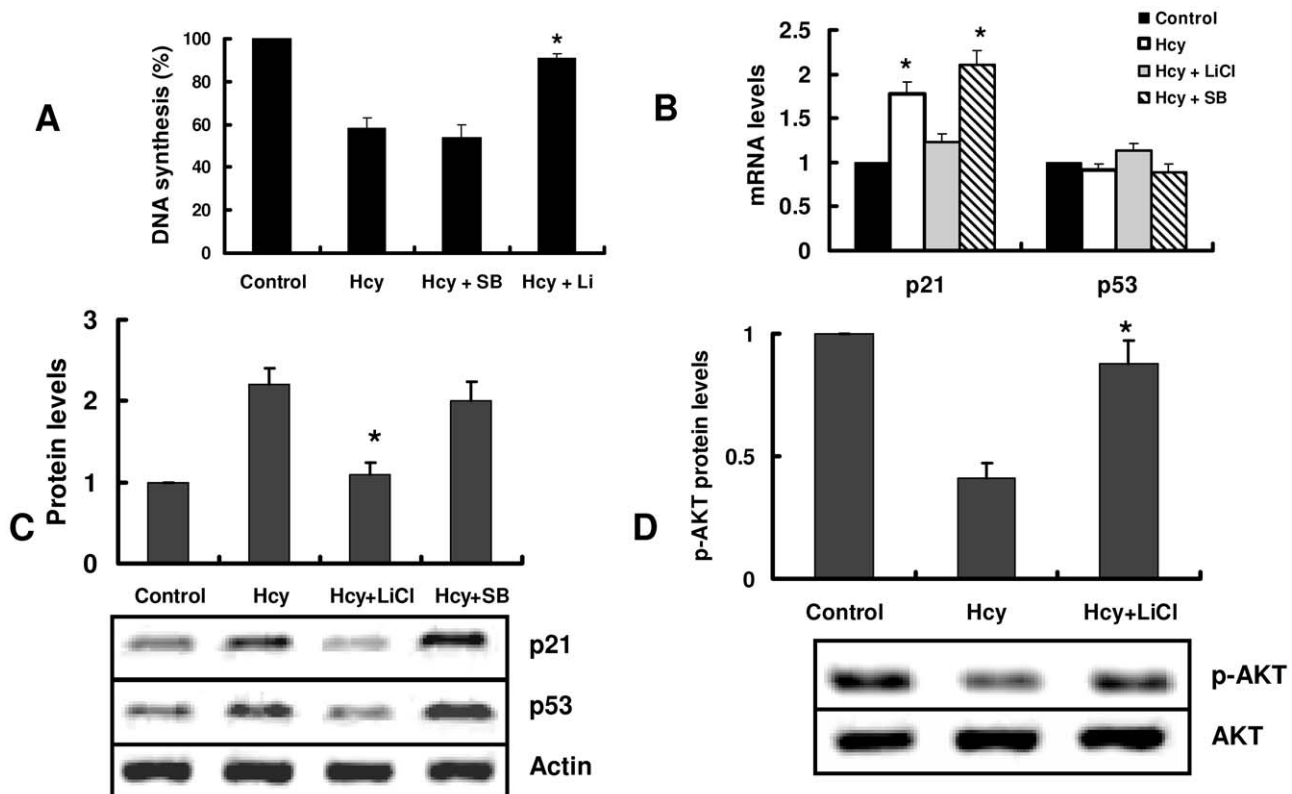 A
DNA synthesis (%)
100
80
60
40
20
0
*
Control Hcy Hcy + SB Hcy + Li
B
mRNA levels
2.5
2
1.5
1
0.5
0
* *
p21 p53
Control
Hcy
Hcy + LiCl
Hcy + SB
C
Protein levels
3
2
1
0
*
Control Hcy Hcy+LiCl Hcy+SB
p21
p53
Actin
D
p-AKT protein levels
1
0.5
0
*
Control Hcy Hcy+LiCl
p-AKT
AKT